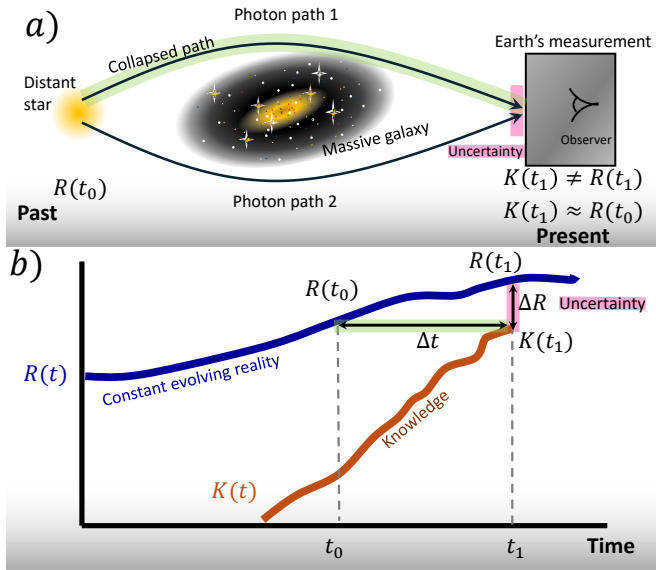 a)
Photon path 1
Collapsed path
Earth's measurement
Distant
star
Massive galaxy
Observer
Uncertainty
R(t₀)
K(t₁) ≠ R(t₁)
Past
Photon path 2
K(t₁) ≈ R(t₀)
Present
b)
R(t₁)
R(t₀)
ΔR
Uncertainty
Δt
K(t₁)
R(t)
Constant evolving reality
Knowledge
K(t)
t₀
t₁
Time